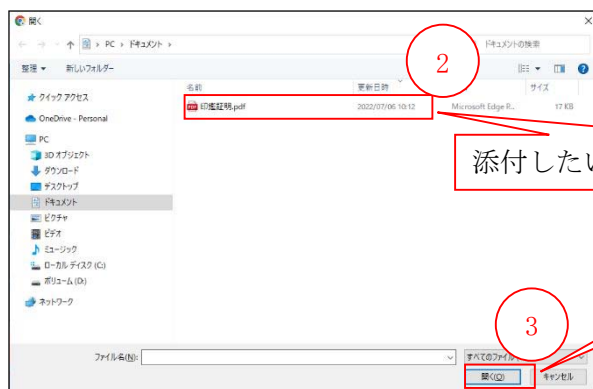 開く
PC › ドキュメント ›
ドキュメントの検索
整理 新しいフォルダー
②
名前 更新日時 サイズ
印鑑証明.pdf 2022/07/06 10:12 Microsoft Edge P... 17 KB
添付したい
クイック アクセス
OneDrive - Personal
PC
3D オブジェクト
ダウンロード
デスクトップ
ドキュメント
ピクチャ
ビデオ
ミュージック
ローカル ディスク (C:)
ボリューム (D:)
ネットワーク
③
ファイル名(N): すべてのファイル
開く(O) キャンセル